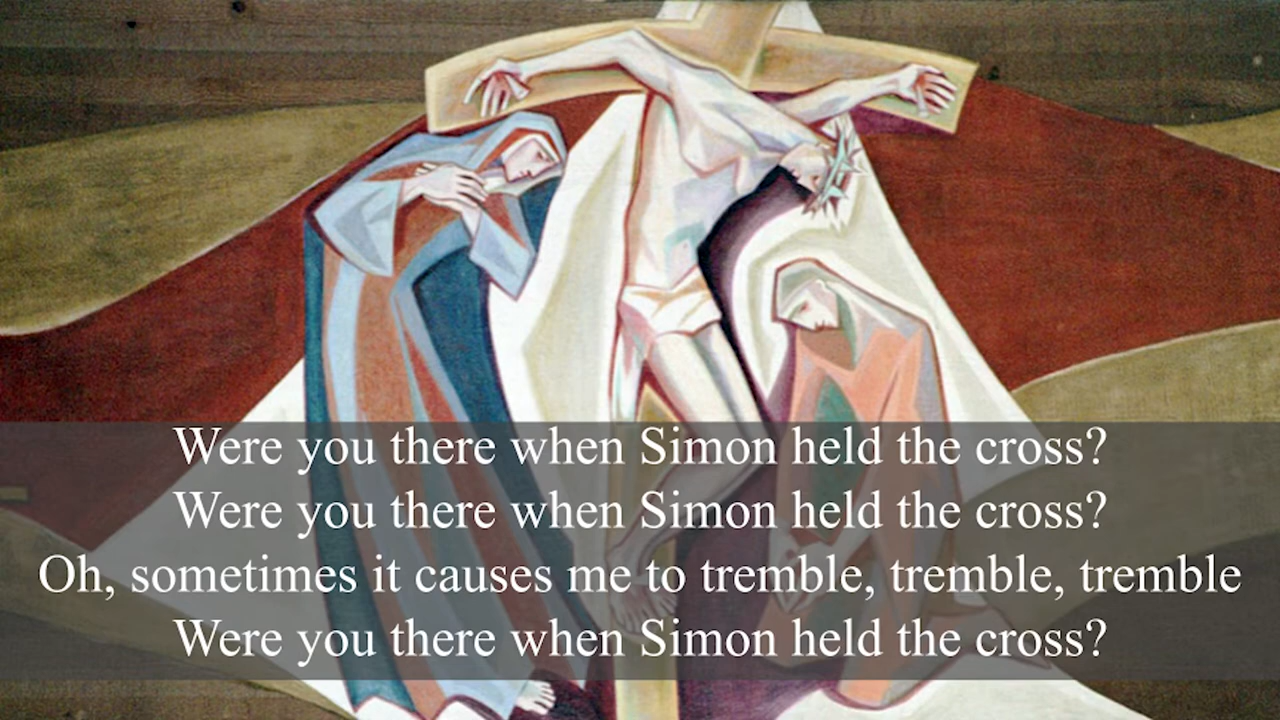 Were you there when Simon held the cross?
Were you there when Simon held the cross?
Oh, sometimes it causes me to tremble, tremble, tremble
Were you there when Simon held the cross?